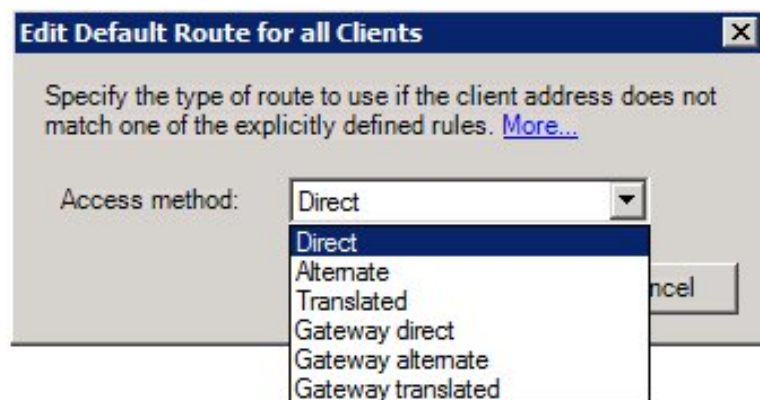 Edit Default Route for all Clients
Specify the type of route to use if the client address does not
match one of the explicitly defined rules. More...
Access method: Direct
Direct
Alternate
Translated
ncel
Gateway direct
Gateway alternate
Gateway translated